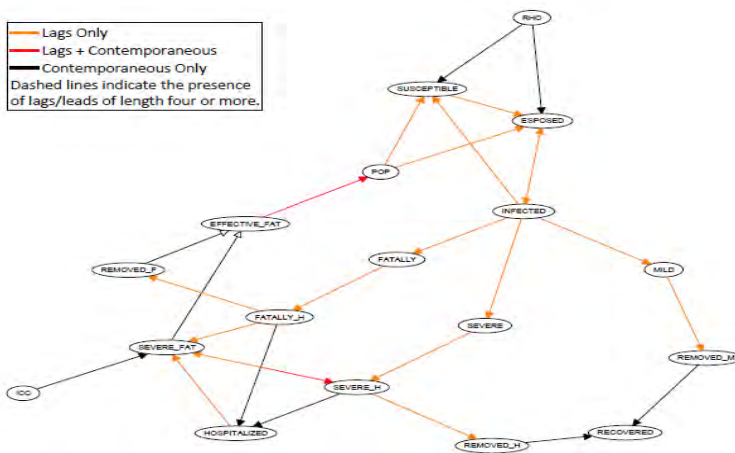 RHO
Lags Only
Lags + Contemporaneous
Contemporaneous Only
Dashed lines indicate the presence
of lags/leads of length four or more.
SUSCEPTIBLE
ESPOSED
POP
INFECTED
EFFECTIVE_FAT
REMOVED_F
FATALLY
MILD
FATALLY_H
SEVERE
SEVERE_FAT
REMOVED_M
ICC
SEVERE_H
HOSPITALIZED
REMOVED_H
RECOVERED